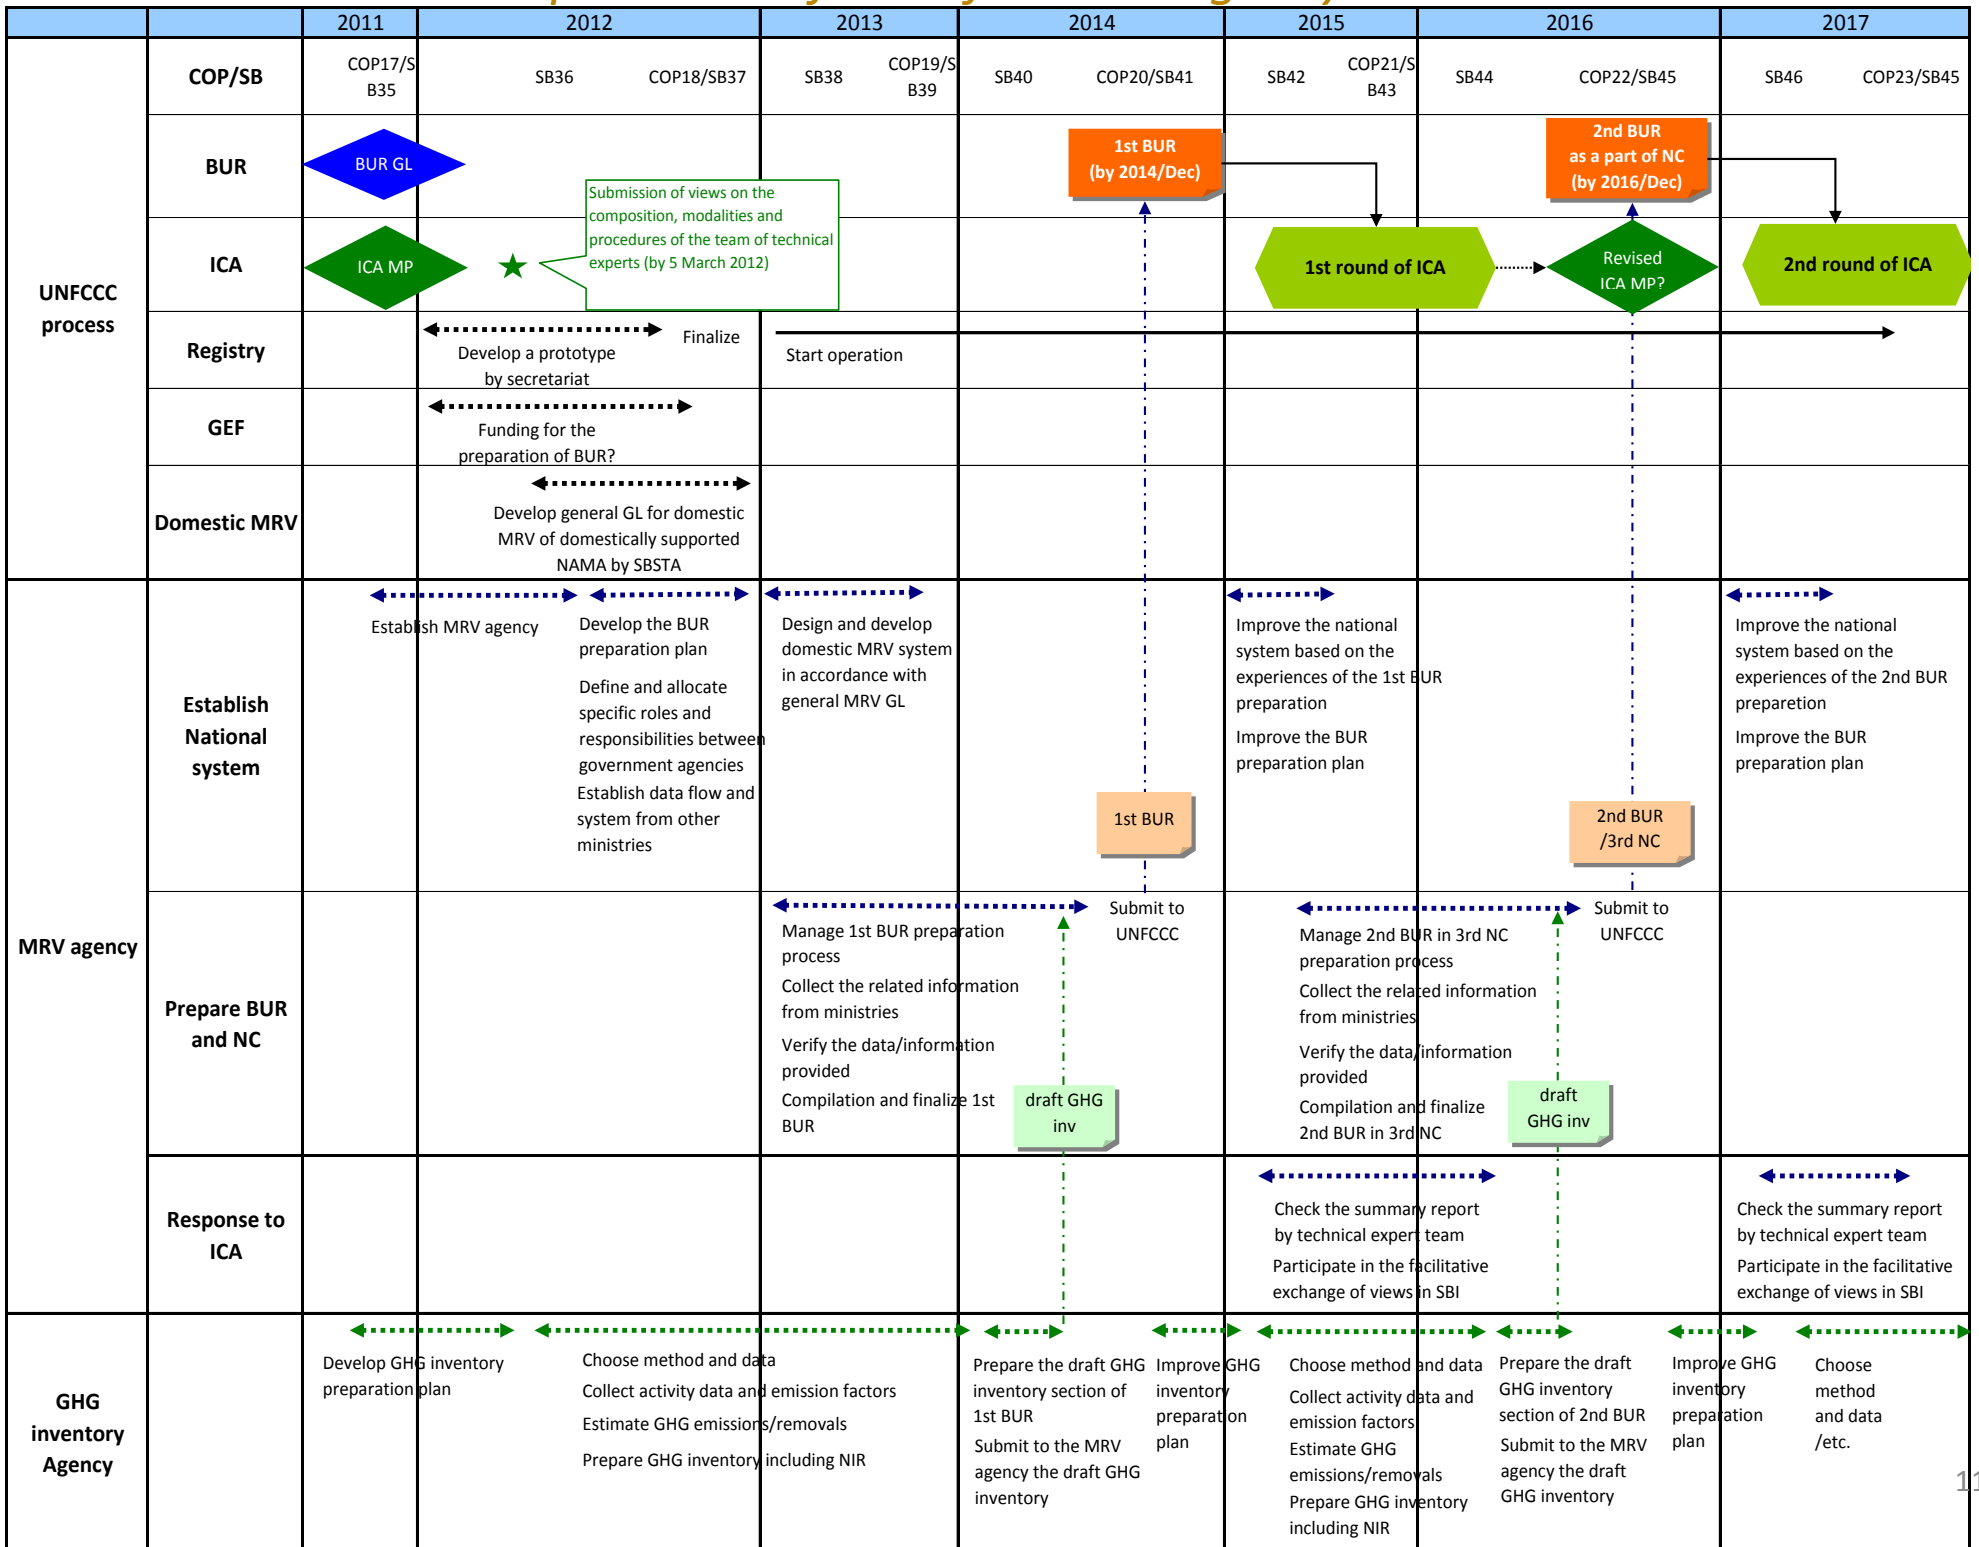 2011 2012 2013 2014 2015 2016 2017
UNFCCC
process
COP/SB
COP17/S
B35
SB36
COP18/SB37
SB38
COP19/S
B39
SB40
COP20/SB41
SB42
COP21/S
B43
SB44
COP22/SB45
SB46
COP23/SB45
BUR
BUR GL
1st BUR
(by 2014/Dec)
2nd BUR
as a part of NC
(by 2016/Dec)
ICA
ICA MP
Submission of views on the
composition, modalities and
procedures of the team of technical
experts (by 5 March 2012)
1st round of ICA
Revised
ICA MP?
2nd round of ICA
Registry
Develop a prototype
by secretariat
Finalize
Start operation
GEF
Funding for the
preparation of BUR?
Domestic MRV
Develop general GL for domestic
MRV of domestically supported
NAMA by SBSTA
MRV agency
Establish
National
system
Establish MRV agency
Develop the BUR
preparation plan
Define and allocate
specific roles and
responsibilities between
government agencies
Establish data flow and
system from other
ministries
Design and develop
domestic MRV system
in accordance with
general MRV GL
1st BUR
Improve the national
system based on the
experiences of the 1st BUR
preparation
Improve the BUR
preparation plan
2nd BUR
/3rd NC
Improve the national
system based on the
experiences of the 2nd BUR
preparetion
Improve the BUR
preparation plan
Prepare BUR
and NC
Manage 1st BUR preparation
process
Collect the related information
from ministries
Verify the data/information
provided
Compilation and finalize 1st
BUR
draft GHG
inv
Submit to
UNFCCC
Manage 2nd BUR in 3rd NC
preparation process
Collect the related information
from ministries
Verify the data/information
provided
Compilation and finalize
2nd BUR in 3rd NC
draft
GHG inv
Submit to
UNFCCC
Response to
ICA
Check the summary report
by technical expert team
Participate in the facilitative
exchange of views in SBI
Check the summary report
by technical expert team
Participate in the facilitative
exchange of views in SBI
GHG
inventory
Agency
Develop GHG inventory
preparation plan
Choose method and data
Collect activity data and emission factors
Estimate GHG emissions/removals
Prepare GHG inventory including NIR
Prepare the draft GHG
inventory section of
1st BUR
Submit to the MRV
agency the draft GHG
inventory
Improve GHG
inventory
preparation
plan
Choose method and data
Collect activity data and
emission factors
Estimate GHG
emissions/removals
Prepare GHG inventory
including NIR
Prepare the draft
GHG inventory
section of 2nd BUR
Submit to the MRV
agency the draft
GHG inventory
Improve GHG
inventory
preparation
plan
Choose
method
and data
/etc.
11